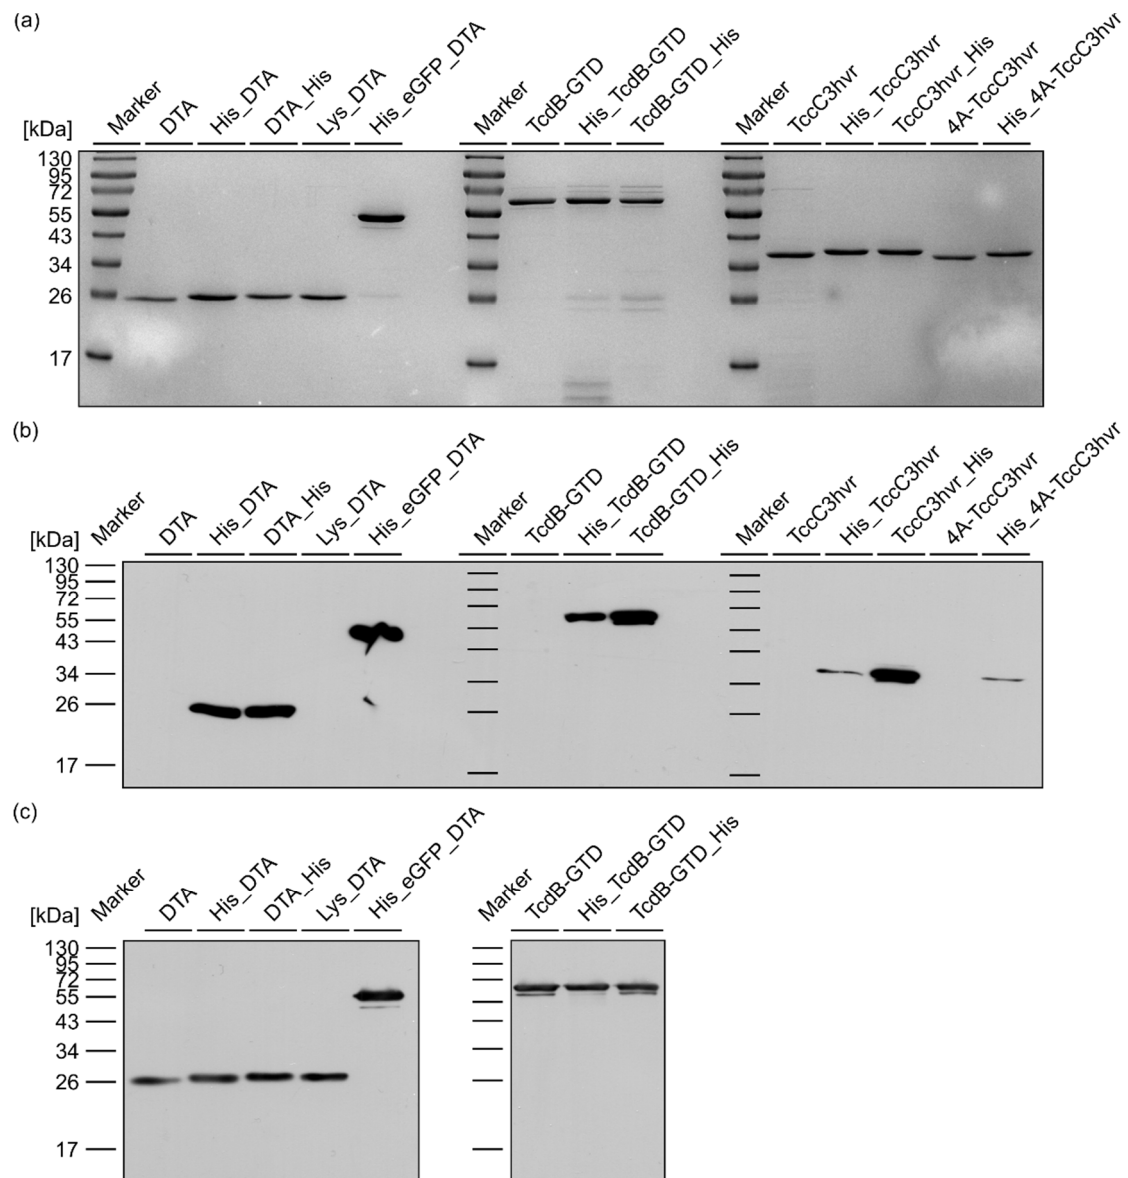 (a)
Marker
DTA
His_DTA
DTA_His
Lys_DTA
His_eGFP_DTA
Marker
TcdB-GTD
His_TcdB-GTD
TcdB-GTD_His
Marker
TccC3hvr
His_TccC3hvr
TccC3hvr_His
4A-TccC3hvr
His_4A-TccC3hvr
[kDa]
130
95
72
55
43
34
26
17
(b)
Marker
DTA
His_DTA
DTA_His
Lys_DTA
His_eGFP_DTA
Marker
TcdB-GTD
His_TcdB-GTD
TcdB-GTD_His
Marker
TccC3hvr
His_TccC3hvr
TccC3hvr_His
4A-TccC3hvr
His_4A-TccC3hvr
[kDa]
130
95
72
55
43
34
26
17
(c)
Marker
DTA
His_DTA
DTA_His
Lys_DTA
His_eGFP_DTA
Marker
TcdB-GTD
His_TcdB-GTD
TcdB-GTD_His
[kDa]
130
95
72
55
43
34
26
17